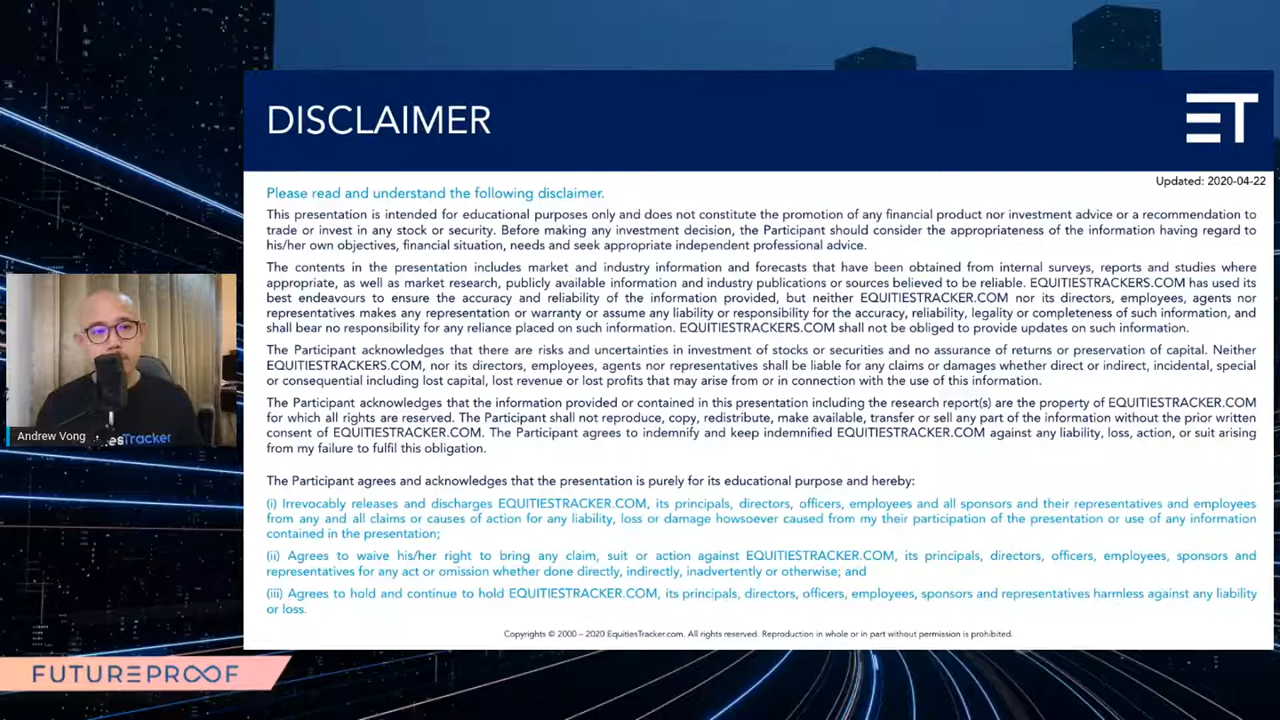 DISCLAIMER
ET
Updated: 2020-04-22
Please read and understand the following disclaimer.
This presentation is intended for educational purposes only and does not constitute the promotion of any financial product nor investment advice or a recommendation to
trade or invest in any stock or security. Before making any investment decision, the Participant should consider the appropriateness of the information having regard to
his/her own objectives, financial situation, needs and seek appropriate independent professional advice.
The contents in the presentation includes market and industry information and forecasts that have been obtained from internal surveys, reports and studies where
appropriate, as well as market research, publicly available information and industry publications or sources believed to be reliable. EQUITIESTRACKERS.COM has used its
best endeavours to ensure the accuracy and reliability of the information provided, but neither EQUITIESTRACKER.COM nor its directors, employees, agents nor
representatives makes any representation or warranty or assume any liability or responsibility for the accuracy, reliability, legality or completeness of such information, and
shall bear no responsibility for any reliance placed on such information. EQUITIESTRACKERS.COM shall not be obliged to provide updates on such information.
The Participant acknowledges that there are risks and uncertainties in investment of stocks or securities and no assurance of returns or preservation of capital. Neither
EQUITIESTRACKERS.COM, nor its directors, employees, agents nor representatives shall be liable for any claims or damages whether direct or indirect, incidental, special
or consequential including lost capital, lost revenue or lost profits that may arise from or in connection with the use of this information.
The Participant acknowledges that the information provided or contained in this presentation including the research report(s) are the property of EQUITIESTRACKER.COM
for which all rights are reserved. The Participant shall not reproduce, copy, redistribute, make available, transfer or sell any part of the information without the prior written
consent of EQUITIESTRACKER.COM. The Participant agrees to indemnify and keep indemnified EQUITIESTRACKER.COM against any liability, loss, action, or suit arising
from my failure to fulfil this obligation.
The Participant agrees and acknowledges that the presentation is purely for its educational purpose and hereby:
(i) Irrevocably releases and discharges EQUITIESTRACKER.COM, its principals, directors, officers, employees and all sponsors and their representatives and employees
from any and all claims or causes of action for any liability, loss or damage howsoever caused from my their participation of the presentation or use of any information
contained in the presentation;
(ii) Agrees to waive his/her right to bring any claim, suit or action against EQUITIESTRACKER.COM, its principals, directors, officers, employees, sponsors and
representatives for any act or omission whether done directly, indirectly, inadvertently or otherwise; and
(iii) Agrees to hold and continue to hold EQUITIESTRACKER.COM, its principals, directors, officers, employees, sponsors and representatives harmless against any liability
or loss.
Copyrights © 2000 – 2020 EquitiesTracker.com. All rights reserved. Reproduction in whole or in part without permission is prohibited.
Andrew Vong
esTracker
FUTUREPROOF